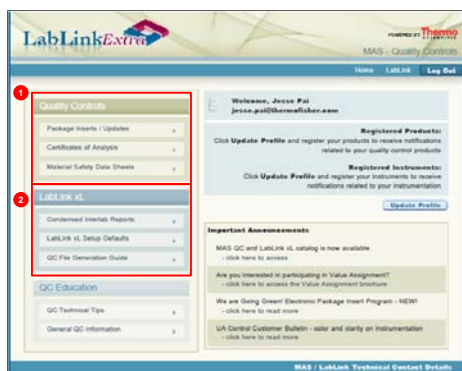 LabLinkExtra
POWERED BY Thermo
SCIENTIFIC
MAS - Quality Controls
Home LabLink Log Out
1
Quality Controls
Package Inserts / Updates
Certificates of Analysis
Material Safety Data Sheets
2
LabLink xL
Condensed Interlab Reports
LabLink xL Setup Defaults
QC File Generation Guide
QC Education
QC Technical Tips
General QC Information
Welcome, Jesse Pai
jesse.pai@thermofisher.com
Registered Products:
Click Update Profile and register your products to receive notifications
related to your quality control products
Registered Instruments:
Click Update Profile and register your instruments to receive
notifications related to your instrumentation
Update Profile
Important Announcements
MAS QC and LabLink xL catalog is now available
- click here to access
Are you interested in participating in Value Assignment?
- click here to access the Value Assignment brochure
We are Going Green! Electronic Package Insert Program - NEW!
- click here to read more
UA Control Customer Bulletin - color and clarity on instrumentation
- click here to read more
MAS / LabLink Technical Contact Details